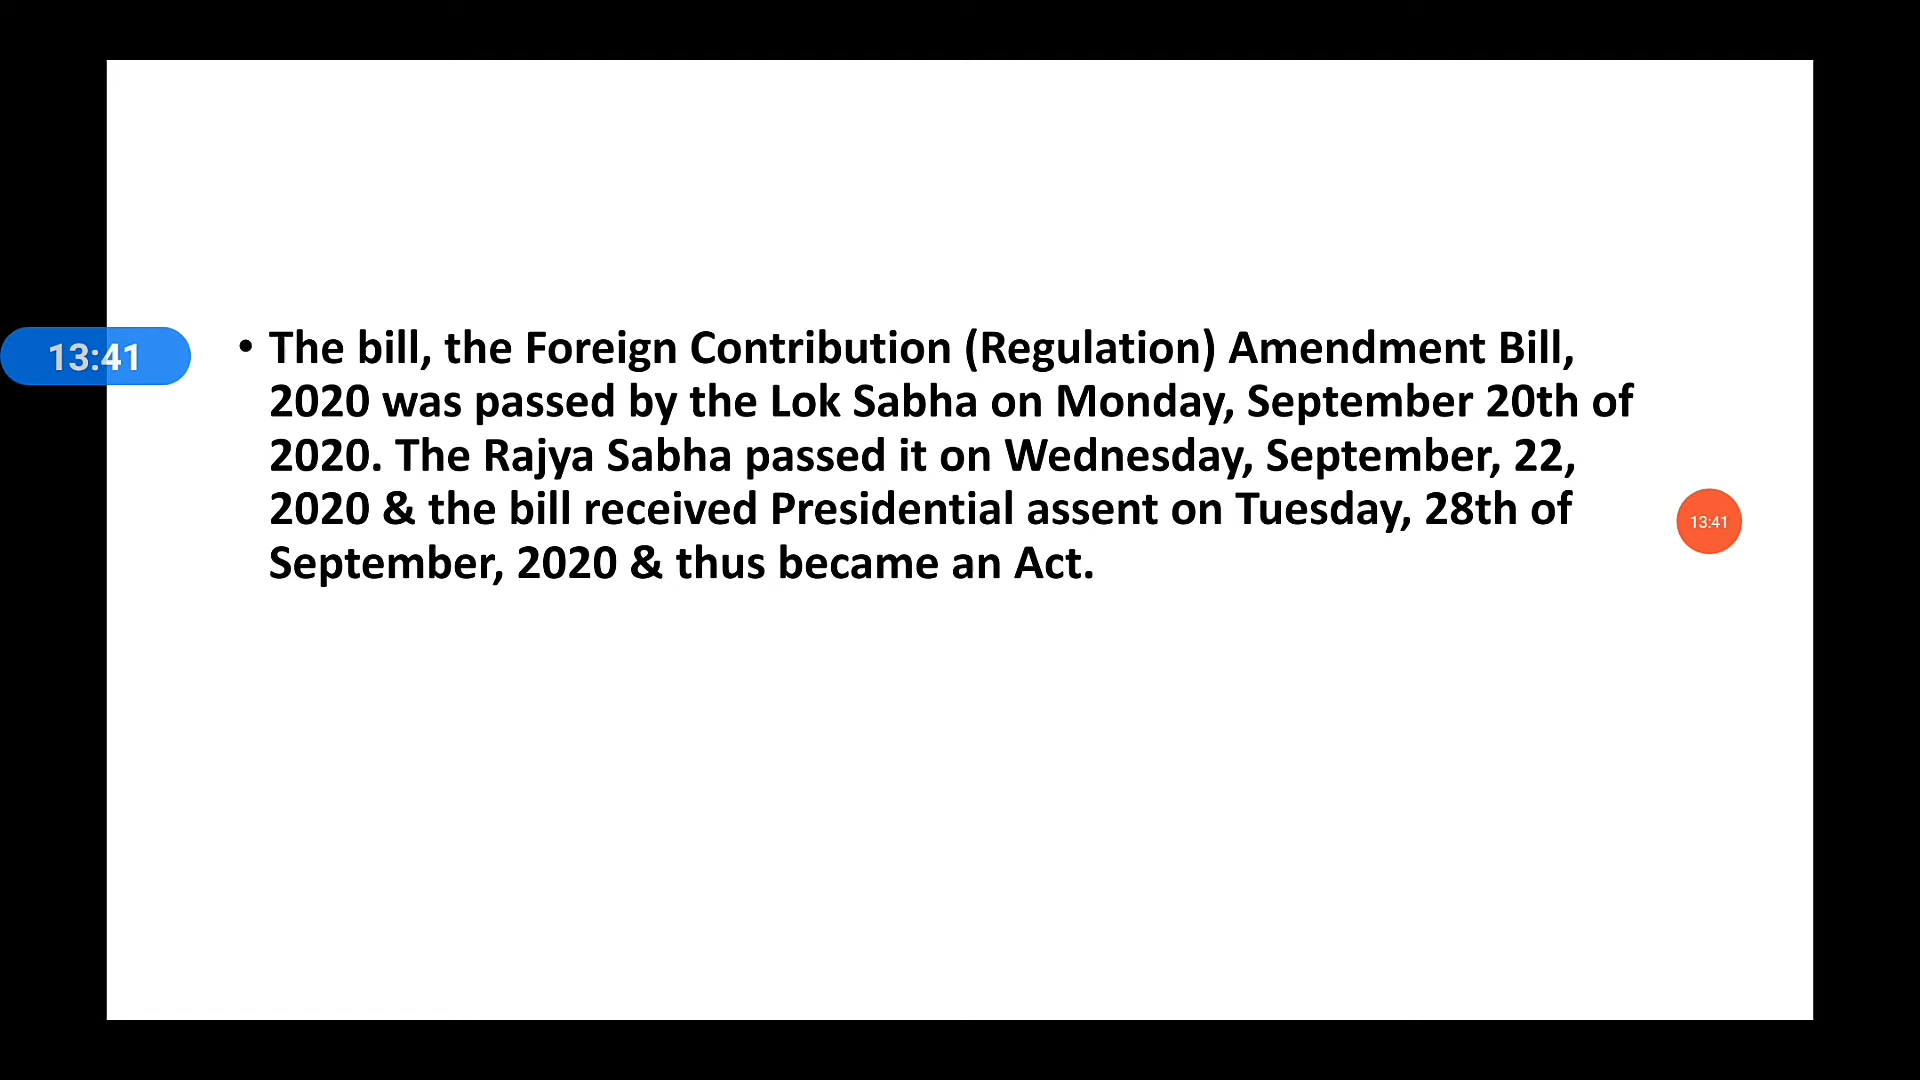 13:41
• The bill, the Foreign Contribution (Regulation) Amendment Bill,
2020 was passed by the Lok Sabha on Monday, September 20th of
2020. The Rajya Sabha passed it on Wednesday, September, 22,
2020 & the bill received Presidential assent on Tuesday, 28th of
September, 2020 & thus became an Act.
13:41